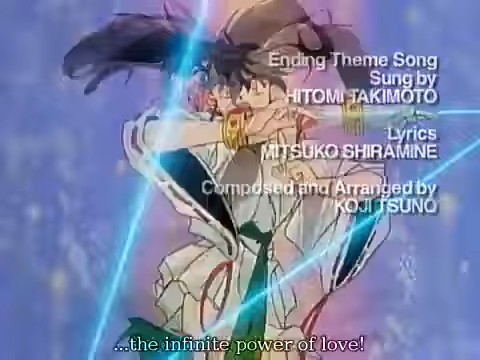 Ending Theme Song
Sung by
HITOMI TAKIMOTO
Lyrics
MITSUKO SHIRAMINE
Composed and Arranged by
KOJI TSUNO
...the infinite power of love!